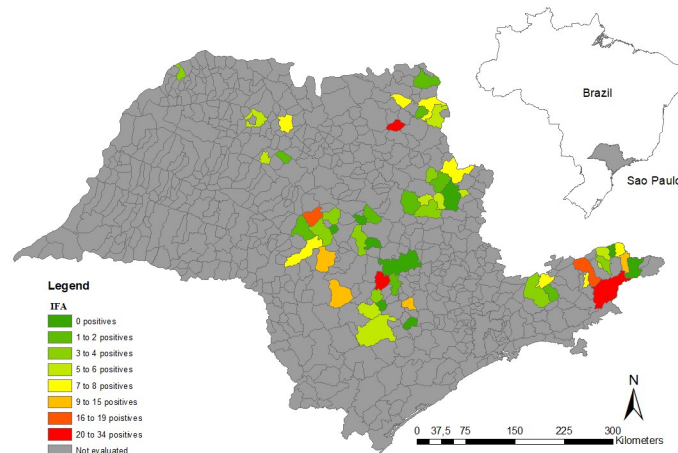 Brazil
Sao Paulo
Legend
IFA
0 positives
1 to 2 positives
3 to 4 positives
5 to 6 positives
7 to 8 positives
9 to 15 positives
16 to 19 poistives
20 to 34 positives
Not evaluated
N
0 37,5 75 150 225 300
Kilometers